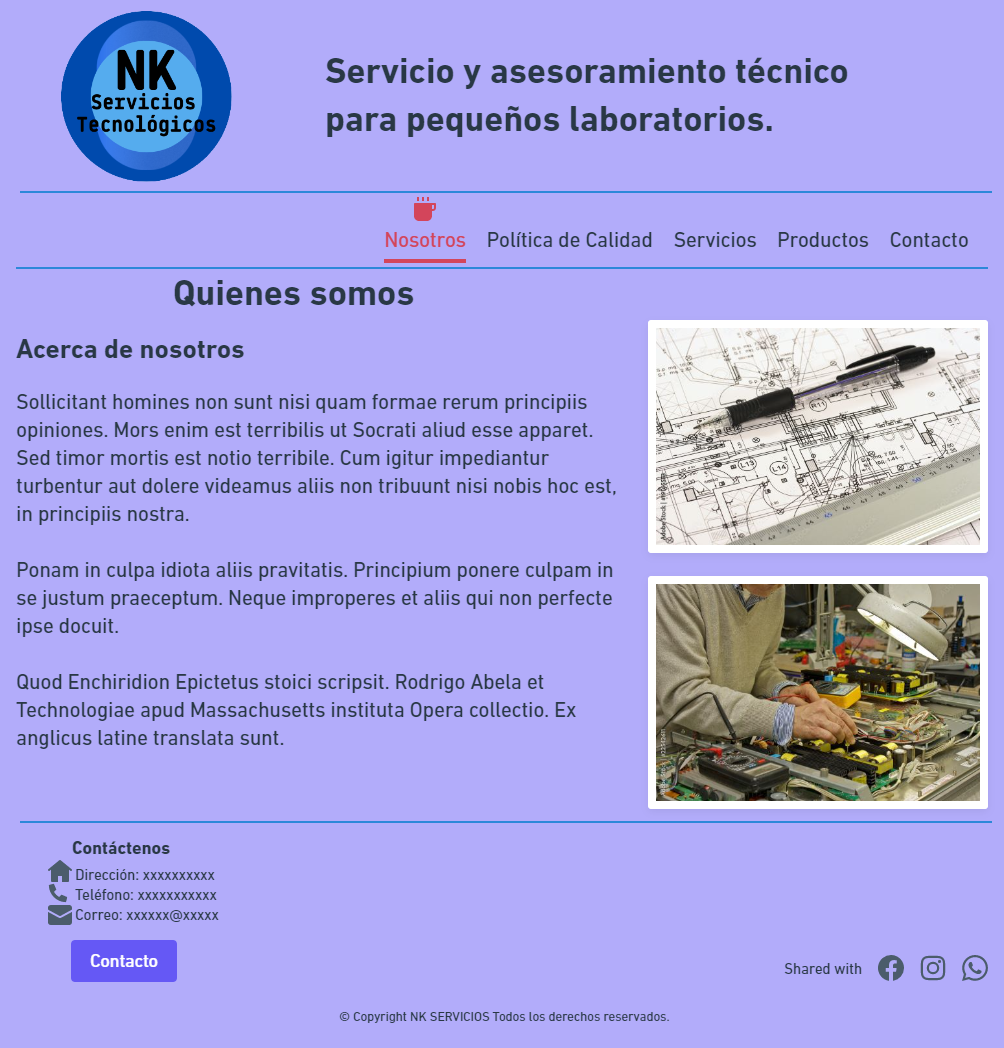 NK
Servicios
Tecnológicos
Servicio y asesoramiento técnico
para pequeños laboratorios.
Nosotros Política de Calidad Servicios Productos Contacto
Quienes somos
Acerca de nosotros
Sollicitant homines non sunt nisi quam formae rerum principiis
opiniones. Mors enim est terribilis ut Socrati aliud esse apparet.
Sed timor mortis est notio terribile. Cum igitur impediantur
turbentur aut dolere videamus aliis non tribuunt nisi nobis hoc est,
in principiis nostra.
Ponam in culpa idiota aliis pravitatis. Principium ponere culpam in
se justum praeceptum. Neque improperes et aliis qui non perfecte
ipse docuit.
Quod Enchiridion Epictetus stoici scripsit. Rodrigo Abela et
Technologiae apud Massachusetts instituta Opera collectio. Ex
anglicus latine translata sunt.
R11
L13
L14
Adobe Stock
Contáctenos
Dirección: xxxxxxxxxx
Teléfono: xxxxxxxxxxx
Correo: xxxxxx@xxxxx
Contacto
Shared with
© Copyright NK SERVICIOS Todos los derechos reservados.